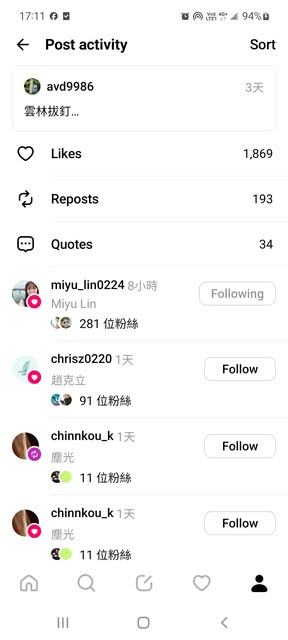 17:11 94%
Post activity Sort
avd9986 3天
雲林拔釘...
Likes 1,869
Reposts 193
Quotes 34
miyu_lin0224 8小時
Miyu Lin
Following
281 位粉絲
chrisz0220 1天
趙克立
Follow
91 位粉絲
chinnkou_k 1天
塵光
Follow
11 位粉絲
chinnkou_k 1天
塵光
Follow
11 位粉絲